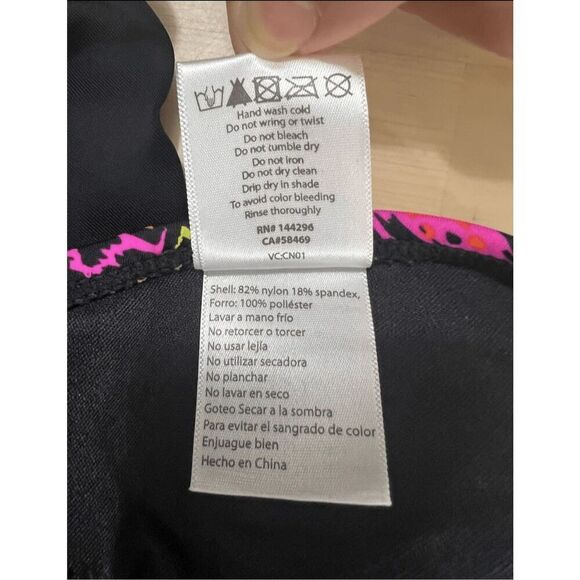 Hand wash cold
Do not wring or twist
Do not bleach
Do not tumble dry
Do not Iron
Do not dry clean
Drip dry in shade
To avoid color bleeding
Rinse thoroughly
RN# 144296
CA#58469
VC:CN01
Shell: 82% nylon 18% spandex,
Forro: 100% poliéster
Lavar a mano frío
No retorcer o torcer
No usar lejía
No utilizar secadora
No planchar
No lavar en seco
Goteo Secar a la sombra
Para evitar el sangrado de color
Enjuague bien
Hecho en China